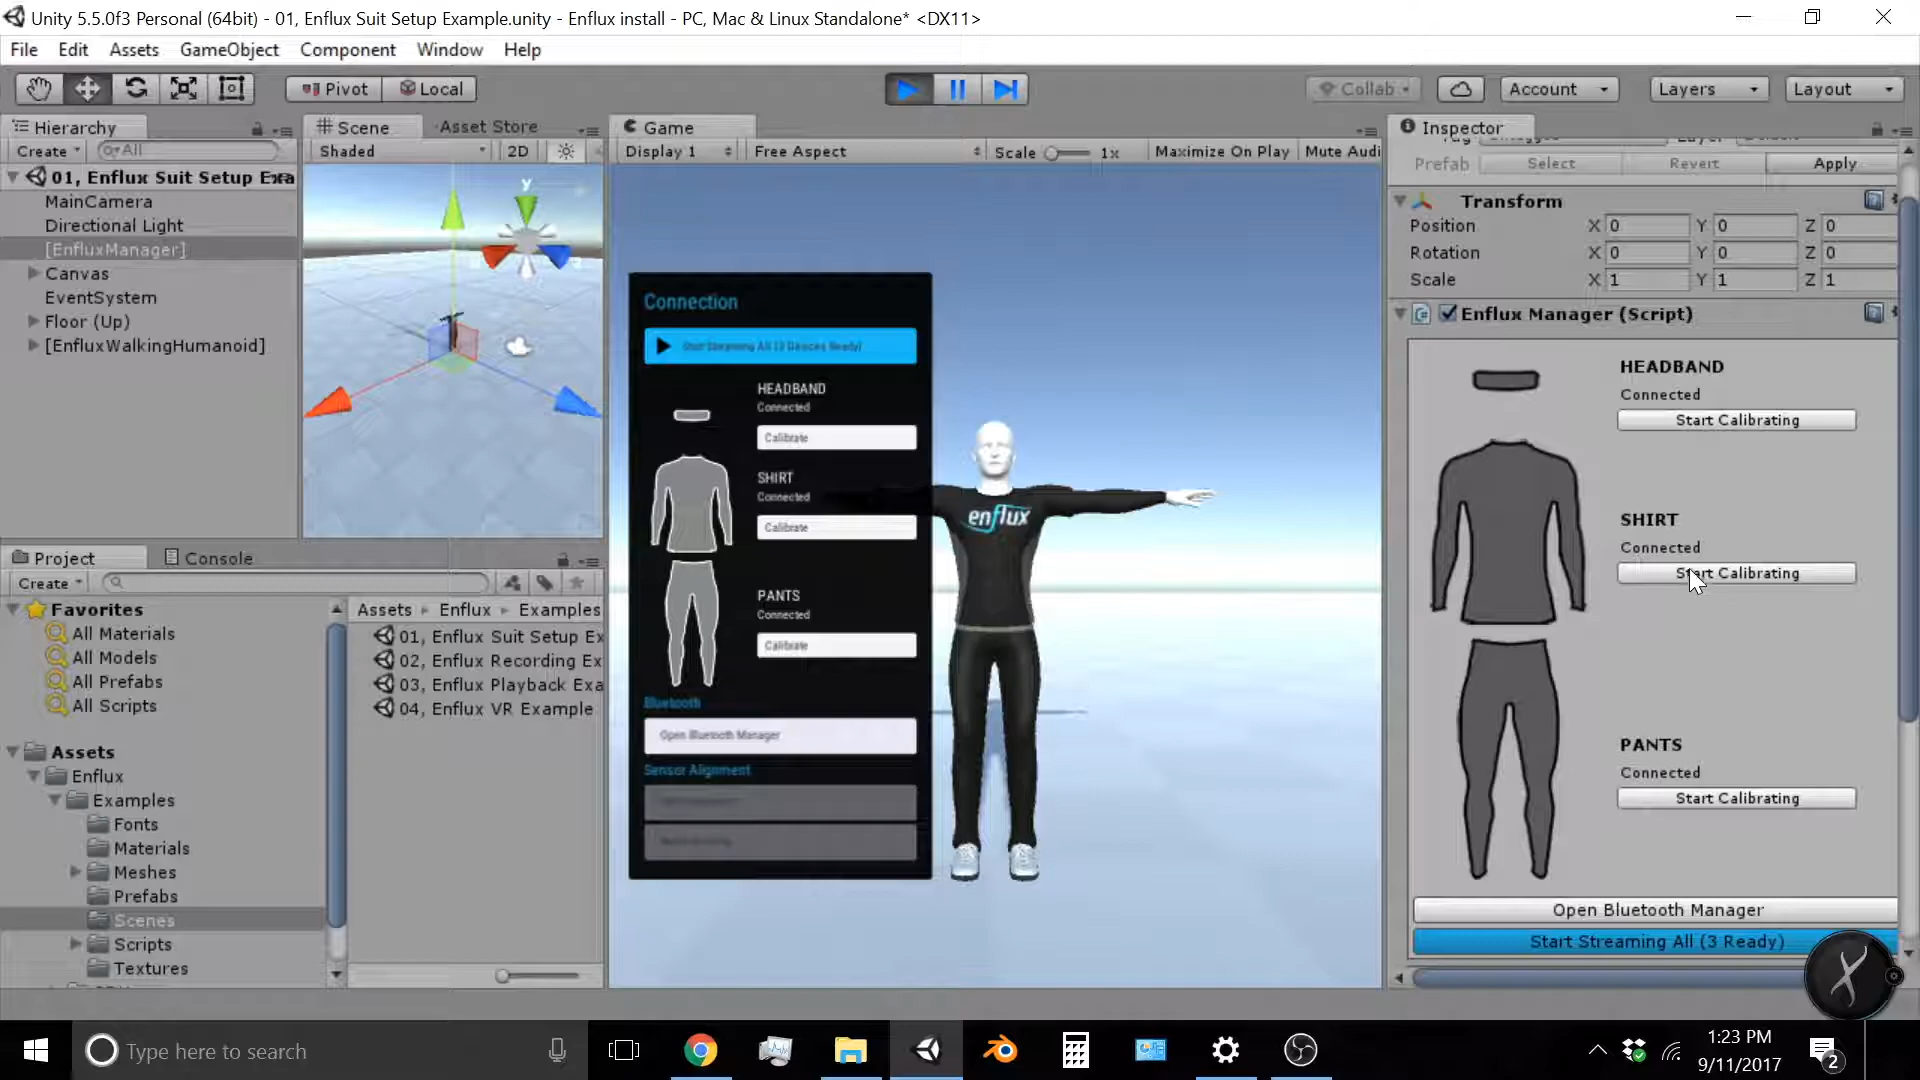 Unity 5.5.0f3 Personal (64bit) - 01, Enflux Suit Setup Example.unity - Enflux install - PC, Mac & Linux Standalone* <DX11>
File Edit Assets GameObject Component Window Help
Pivot Local Collab Account Layers Layout
Hierarchy
Create All
01, Enflux Suit Setup Exa
MainCamera
Directional Light
[EnfluxManager]
Canvas
EventSystem
Floor (Up)
[EnfluxWalkingHumanoid]
Scene Asset Store
Shaded 2D
y
Game
Display 1 Free Aspect Scale 1x Maximize On Play Mute Audi
Connection
Start Streaming All (3 Devices Ready)
HEADBAND
Connected
Calibrate
SHIRT
Connected
Calibrate
PANTS
Connected
Calibrate
Bluetooth
Open Bluetooth Manager
Sensor Alignment
enflux
Inspector
Prefab Select Revert Apply
Transform
Position X 0 Y 0 Z 0
Rotation X 0 Y 0 Z 0
Scale X 1 Y 1 Z 1
Enflux Manager (Script)
HEADBAND
Connected
Start Calibrating
SHIRT
Connected
Start Calibrating
PANTS
Connected
Start Calibrating
Open Bluetooth Manager
Start Streaming All (3 Ready)
Project Console
Create
Favorites
All Materials
All Models
All Prefabs
All Scripts
Assets
Enflux
Examples
Fonts
Materials
Meshes
Prefabs
Scenes
Scripts
Textures
Assets Enflux Examples
01, Enflux Suit Setup Ex
02, Enflux Recording Ex
03, Enflux Playback Exa
04, Enflux VR Example
Type here to search
1:23 PM
9/11/2017
2